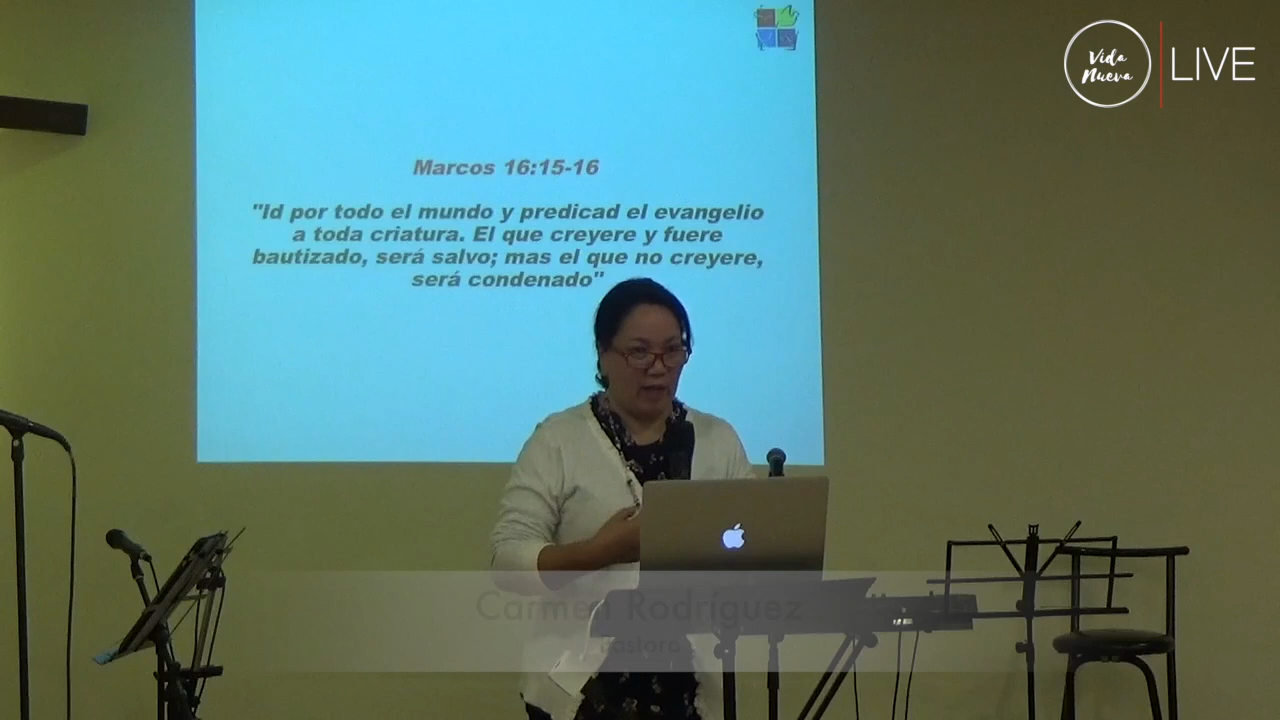 Vida
Nueva
LIVE
Marcos 16:15-16
"Id por todo el mundo y predicad el evangelio
a toda criatura. El que creyere y fuere
bautizado, será salvo; mas el que no creyere,
será condenado"
Carmen Rodríguez
Pastora